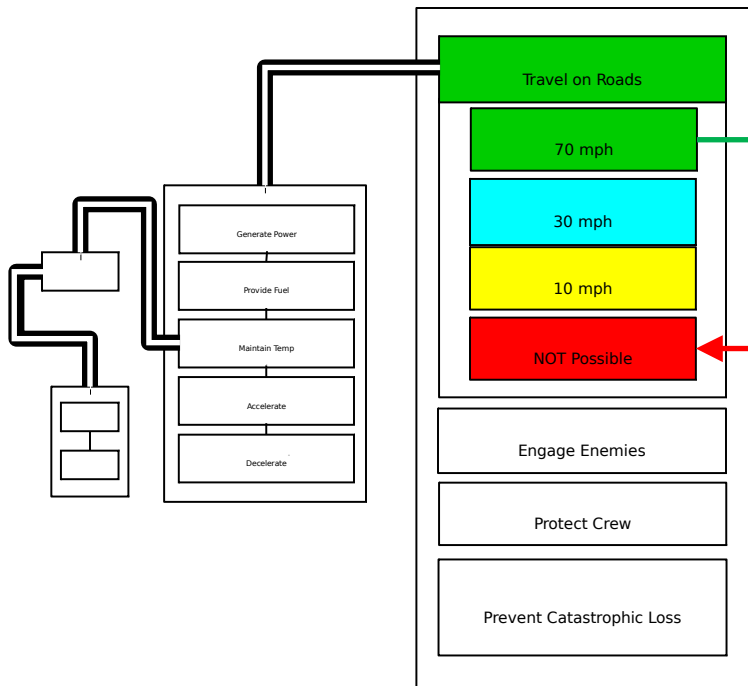 Travel on Roads
70 mph
30 mph
10 mph
NOT Possible
Engage Enemies
Protect Crew
Prevent Catastrophic Loss
Generate Power
Provide Fuel
Maintain Temp
Accelerate
Decelerate